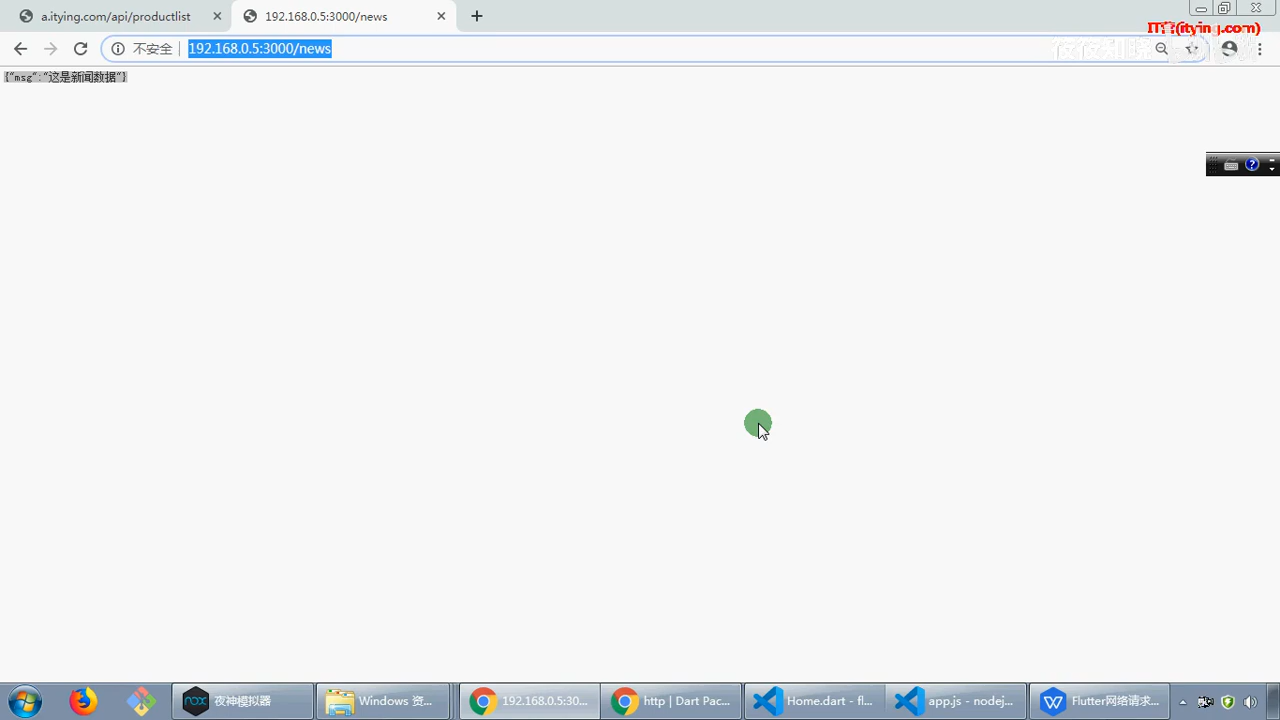 a.itying.com/api/productlist
192.168.0.5:3000/news
IT营(itying.com)
不安全
192.168.0.5:3000/news
{"msg":"这是新闻数据"}
夜神模拟器
Windows 资...
192.168.0.5:30...
http | Dart Pac...
Home.dart - fl...
app.js - nodej...
Flutter网络请求...